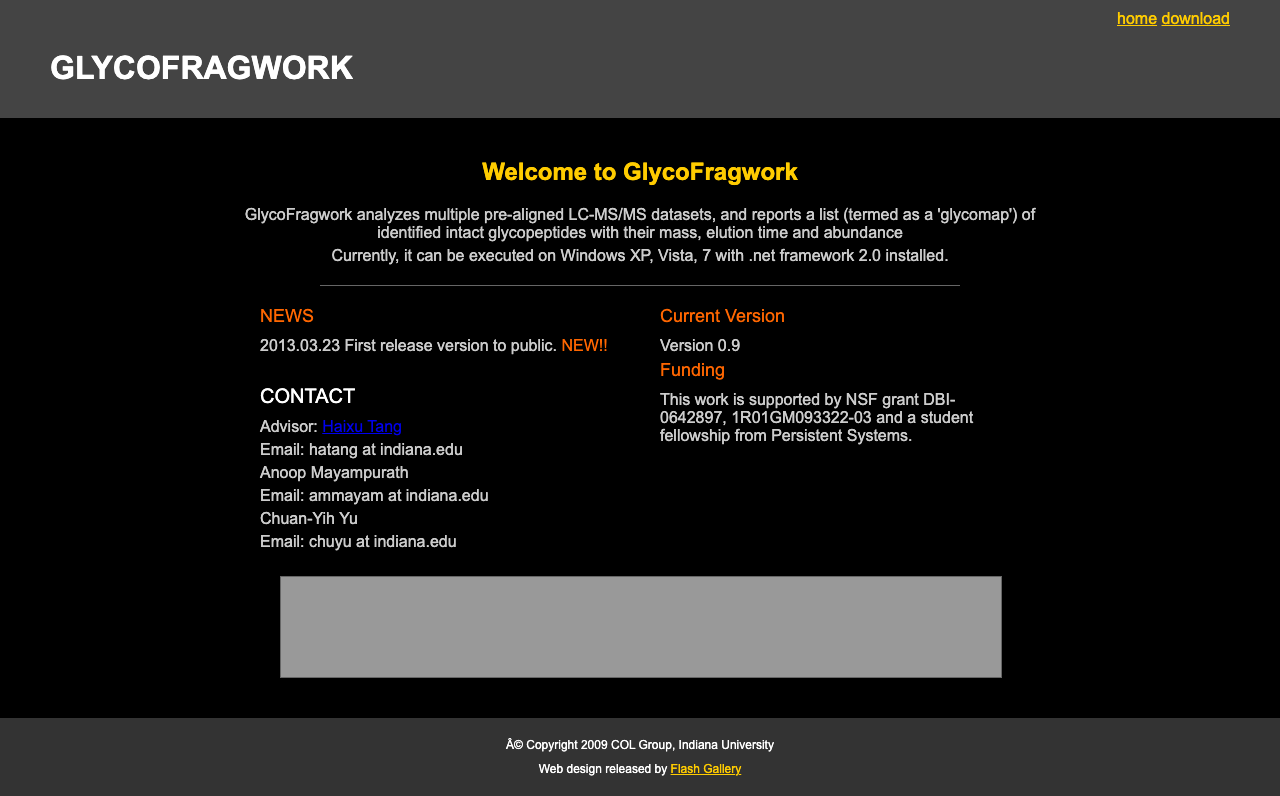 home download
GLYCOFRAGWORK
Welcome to GlycoFragwork
GlycoFragwork analyzes multiple pre-aligned LC-MS/MS datasets, and reports a list (termed as a 'glycomap') of
identified intact glycopeptides with their mass, elution time and abundance
Currently, it can be executed on Windows XP, Vista, 7 with .net framework 2.0 installed.
NEWS
2013.03.23 First release version to public. NEW!!
CONTACT
Advisor: Haixu Tang
Email: hatang at indiana.edu
Anoop Mayampurath
Email: ammayam at indiana.edu
Chuan-Yih Yu
Email: chuyu at indiana.edu
Current Version
Version 0.9
Funding
This work is supported by NSF grant DBI-
0642897, 1R01GM093322-03 and a student
fellowship from Persistent Systems.
Â© Copyright 2009 COL Group, Indiana University
Web design released by Flash Gallery